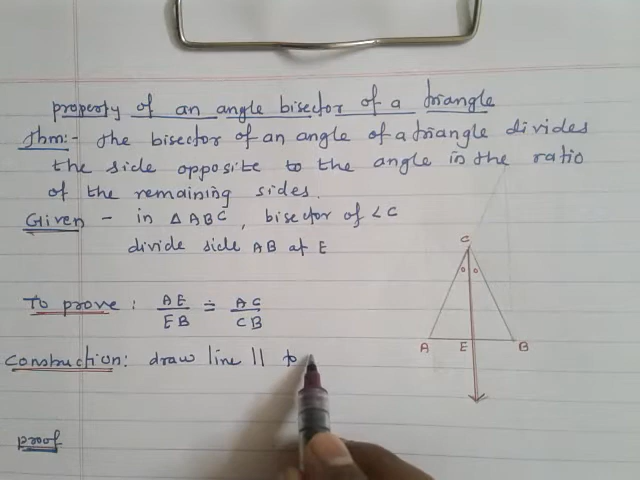 property of an angle bisector of a triangle
Thm:- the bisector of an angle of a triangle divides
the side opposite to the angle in the ratio
of the remaining sides.
Given - in △ ABC, bisector of ∠C
divide side AB at E
To prove : AE/EB = AC/CB
Construction: draw line || to
proof
C
A E B